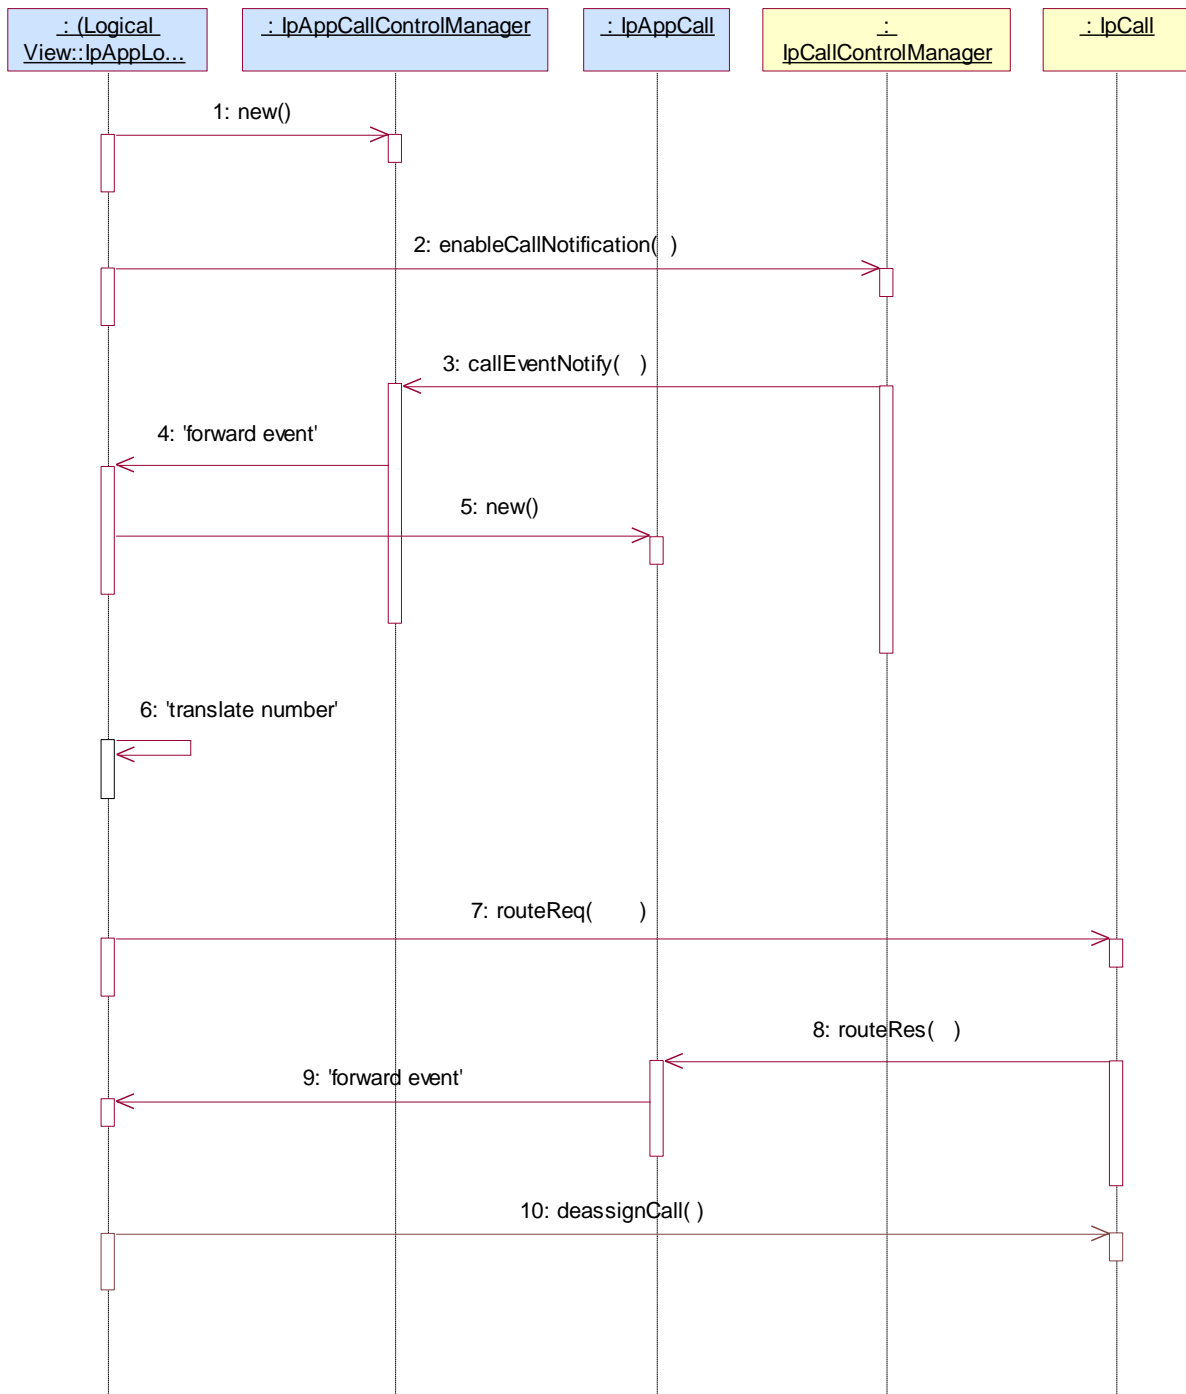 : (Logical
View::IpAppLo...
: IpAppCallControlManager
: IpAppCall
:
IpCallControlManager
: IpCall
1: new()
2: enableCallNotification( )
3: callEventNotify( )
4: 'forward event'
5: new()
6: 'translate number'
7: routeReq( )
8: routeRes( )
9: 'forward event'
10: deassignCall( )